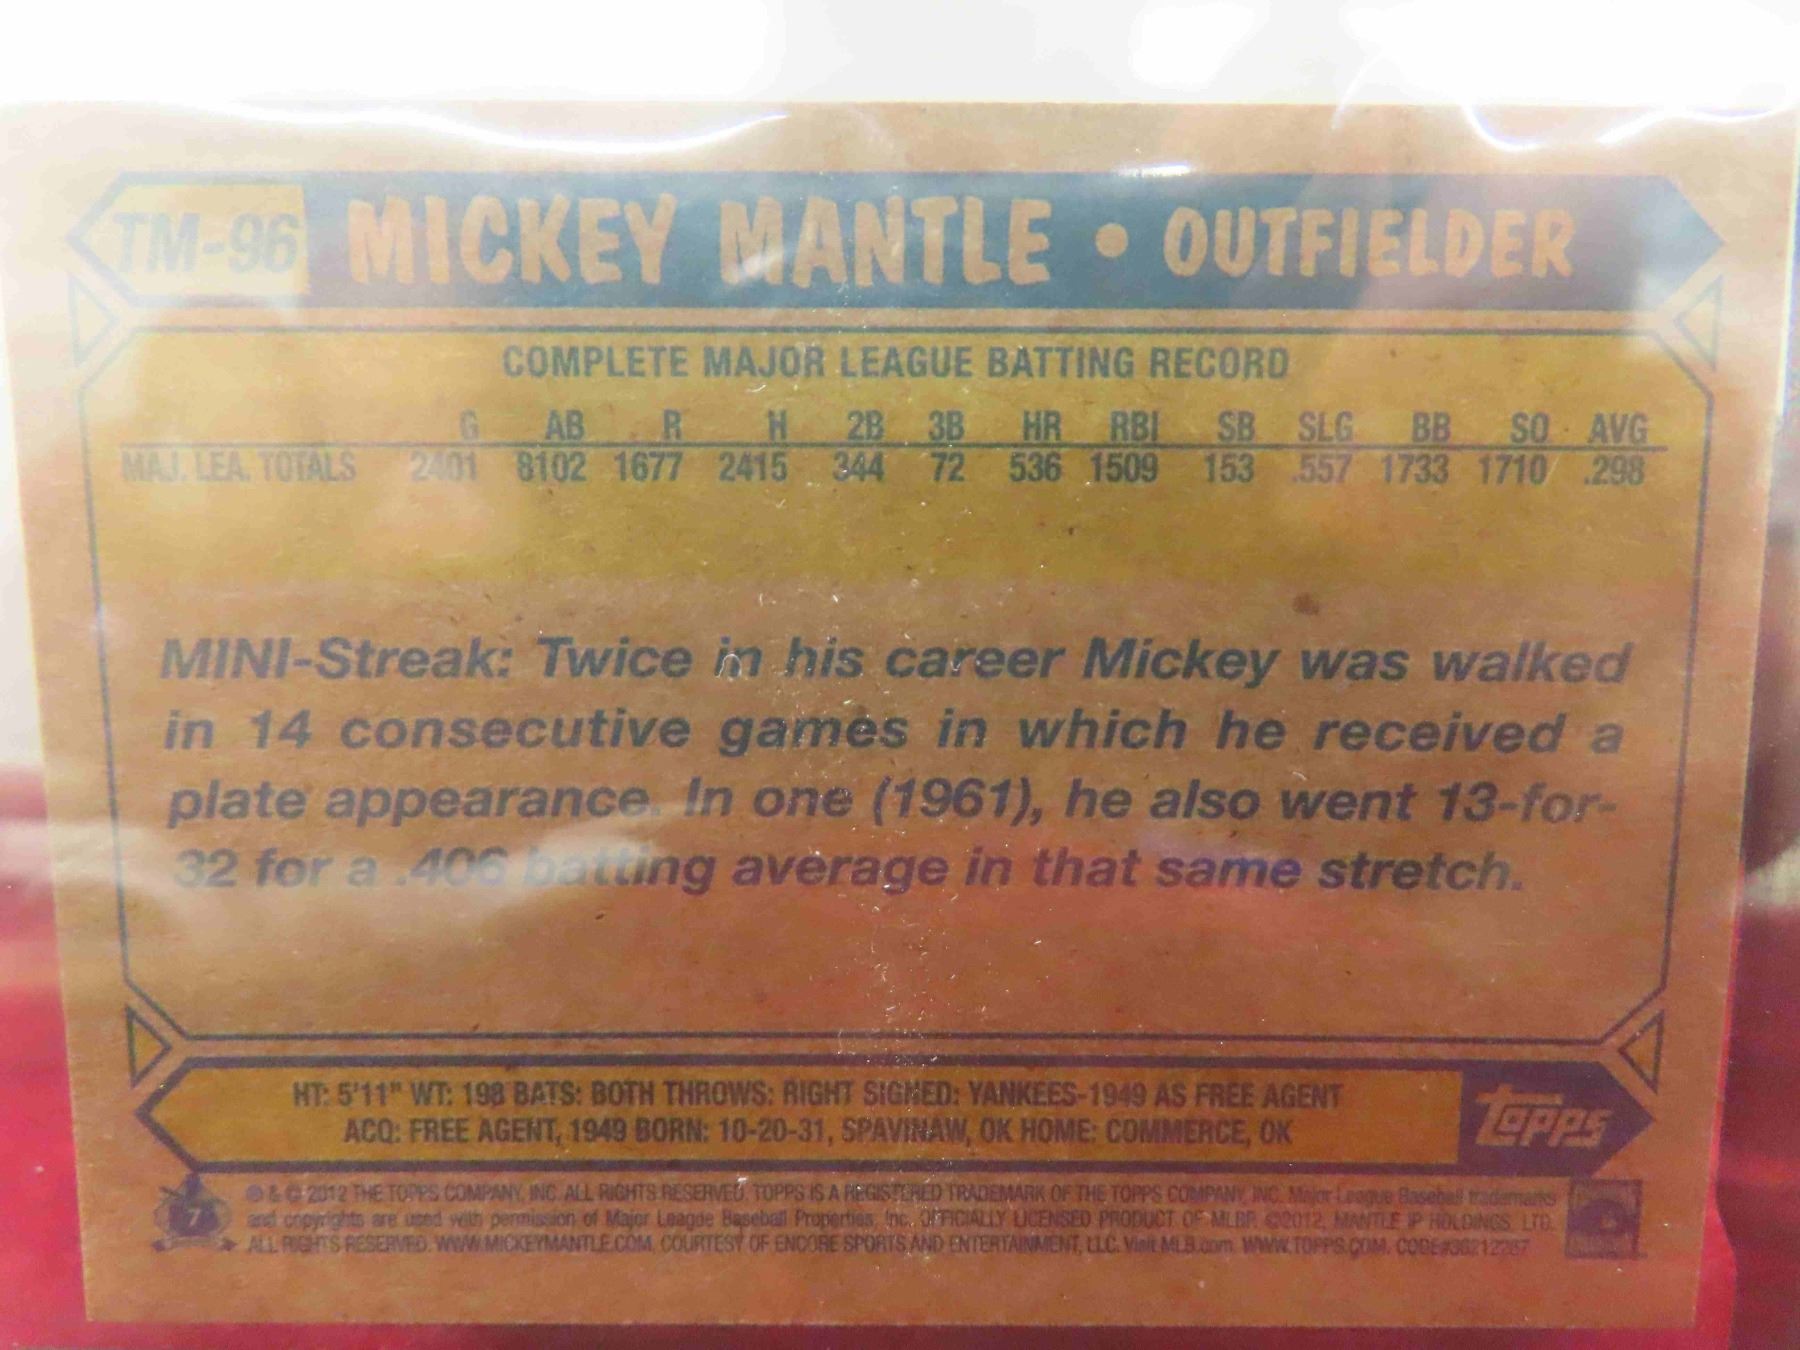 TM-96 MICKEY MANTLE • OUTFIELDER
COMPLETE MAJOR LEAGUE BATTING RECORD
G AB R H 2B 3B HR RBI SB SLG BB SO AVG
MAJ. LEA. TOTALS 2401 8102 1677 2415 344 72 536 1509 153 .557 1733 1710 .298
MINI-Streak: Twice in his career Mickey was walked
in 14 consecutive games in which he received a
plate appearance. In one (1961), he also went 13-for-
32 for a .406 batting average in that same stretch.
HT: 5'11" WT: 198 BATS: BOTH THROWS: RIGHT SIGNED: YANKEES-1949 AS FREE AGENT
ACQ: FREE AGENT, 1949 BORN: 10-20-31, SPAVINAW, OK HOME: COMMERCE, OK
topps
7
® & © 2012 THE TOPPS COMPANY, INC. ALL RIGHTS RESERVED. TOPPS IS A REGISTERED TRADEMARK OF THE TOPPS COMPANY, INC. Major League Baseball trademarks
and copyrights are used with permission of Major League Baseball Properties, Inc. OFFICIALLY LICENSED PRODUCT OF MLBP. ©2012, MANTLE IP HOLDINGS, LTD.
ALL RIGHTS RESERVED. WWW.MICKEYMANTLE.COM, COURTESY OF ENCORE SPORTS AND ENTERTAINMENT, LLC. Visit MLB.com. WWW.TOPPS.COM.